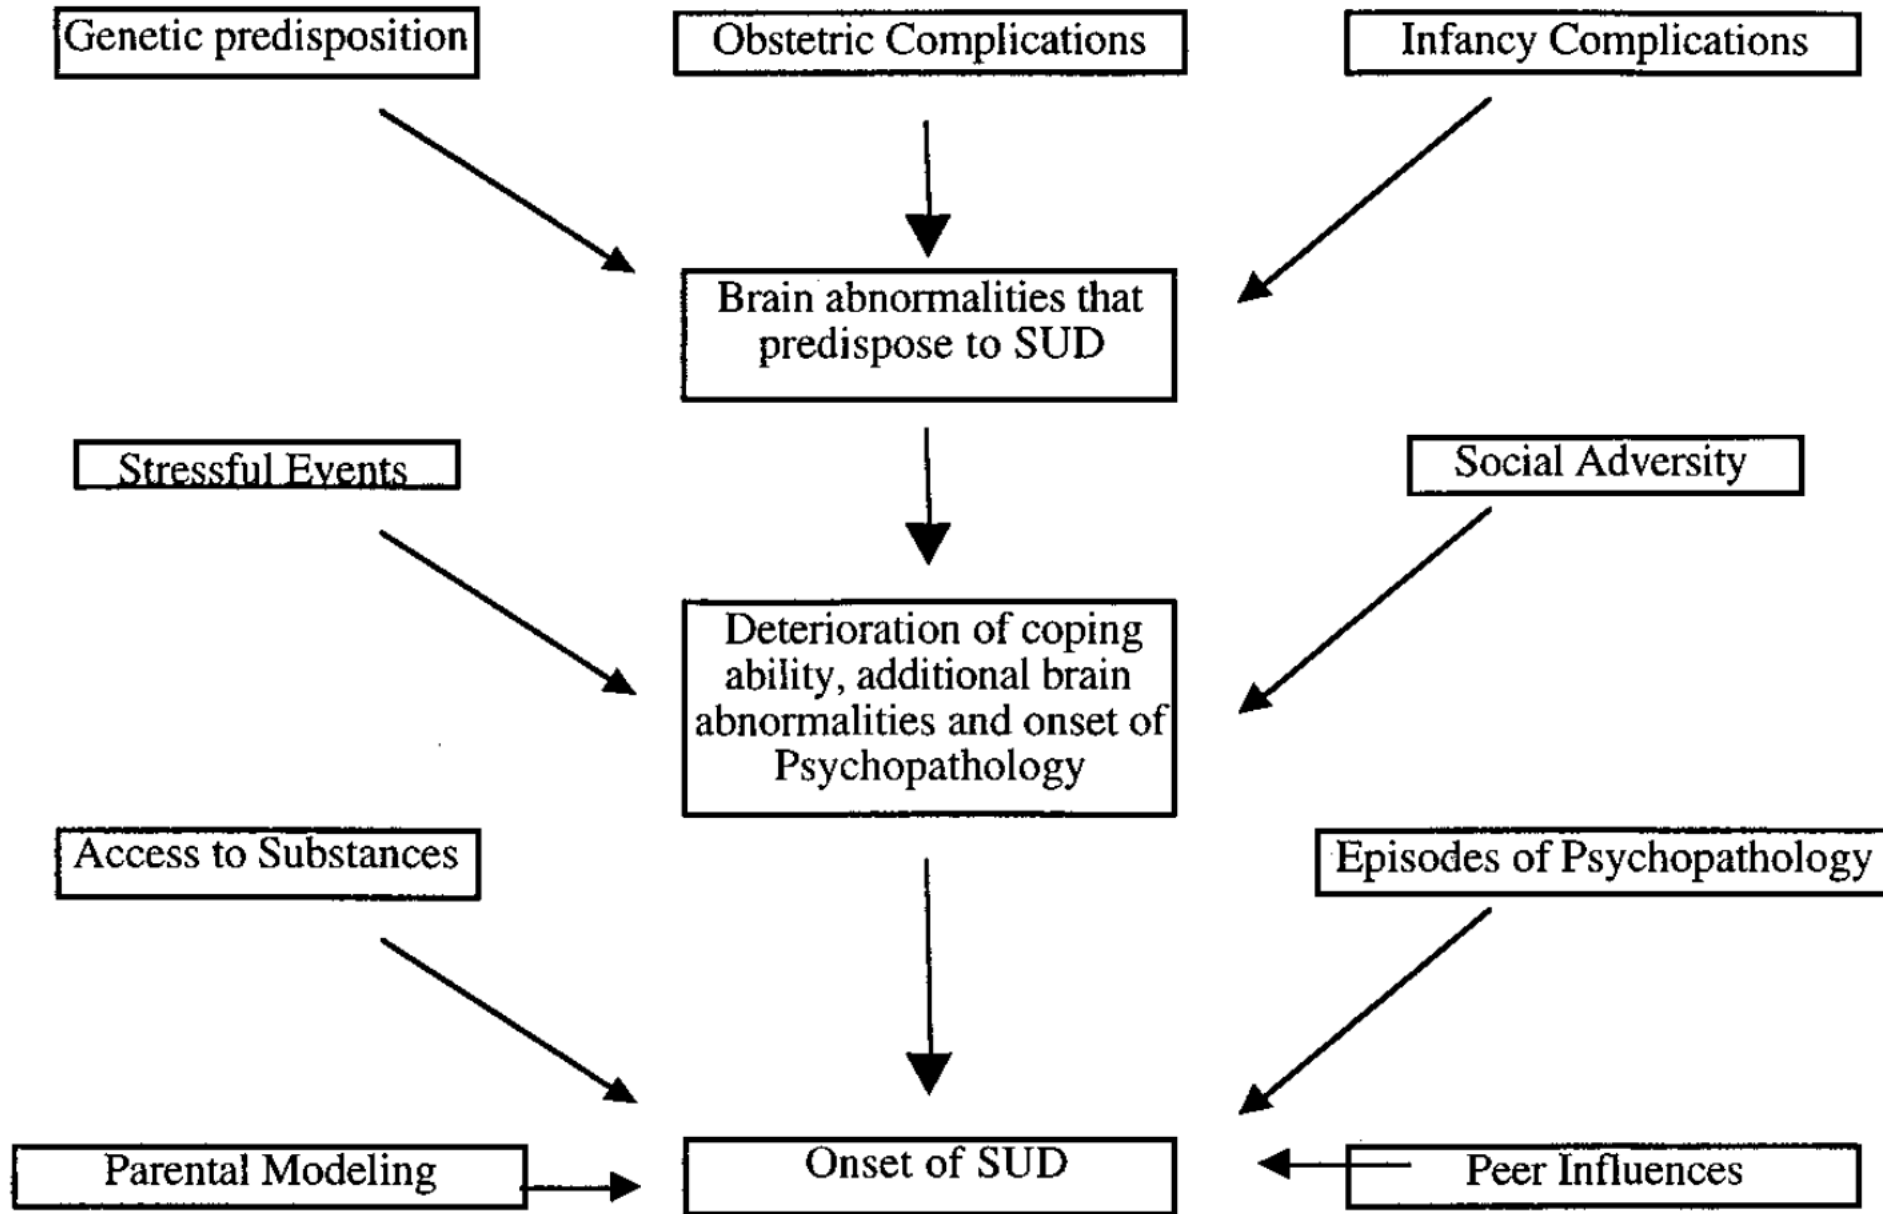 Genetic predisposition
Obstetric Complications
Infancy Complications
Brain abnormalities that
predispose to SUD
Stressful Events
Social Adversity
Deterioration of coping
ability, additional brain
abnormalities and onset of
Psychopathology
Access to Substances
Episodes of Psychopathology
Parental Modeling
Onset of SUD
Peer Influences